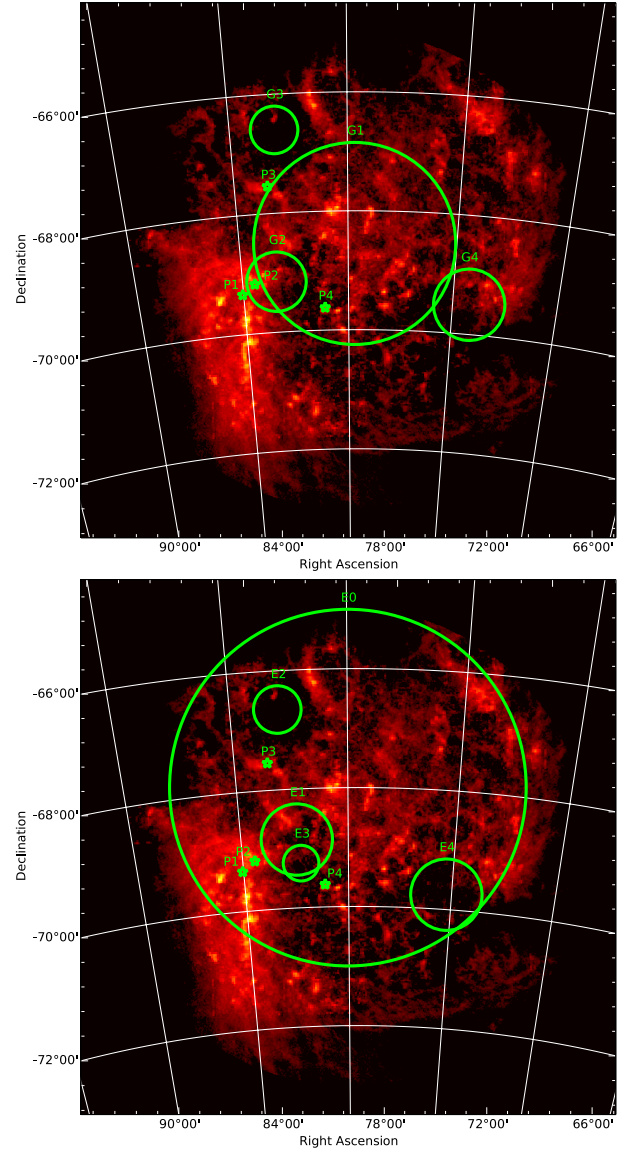 G3
-66°00'
G1
P3
Declination
-68°00'
G2
G4
P1
P2
P4
-70°00'
-72°00'
90°00'
84°00'
78°00'
72°00'
66°00'
Right Ascension
E0
E2
-66°00'
P3
E1
Declination
-68°00'
E3
P2
E4
P1
P4
-70°00'
-72°00'
90°00'
84°00'
78°00'
72°00'
66°00'
Right Ascension